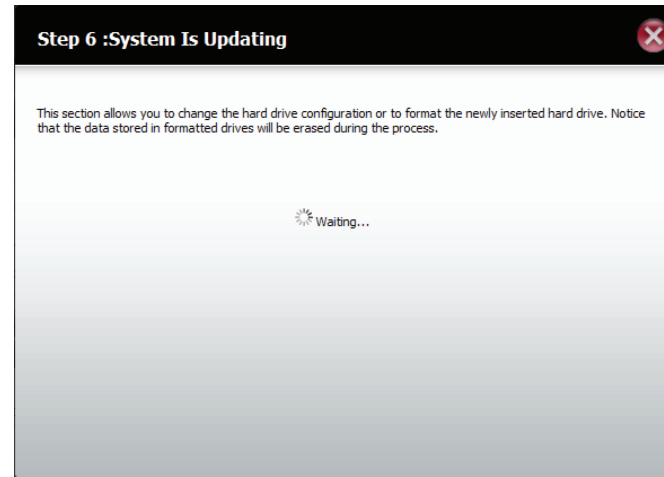 Step 6 :System Is Updating
This section allows you to change the hard drive configuration or to format the newly inserted hard drive. Notice
that the data stored in formatted drives will be erased during the process.
Waiting...